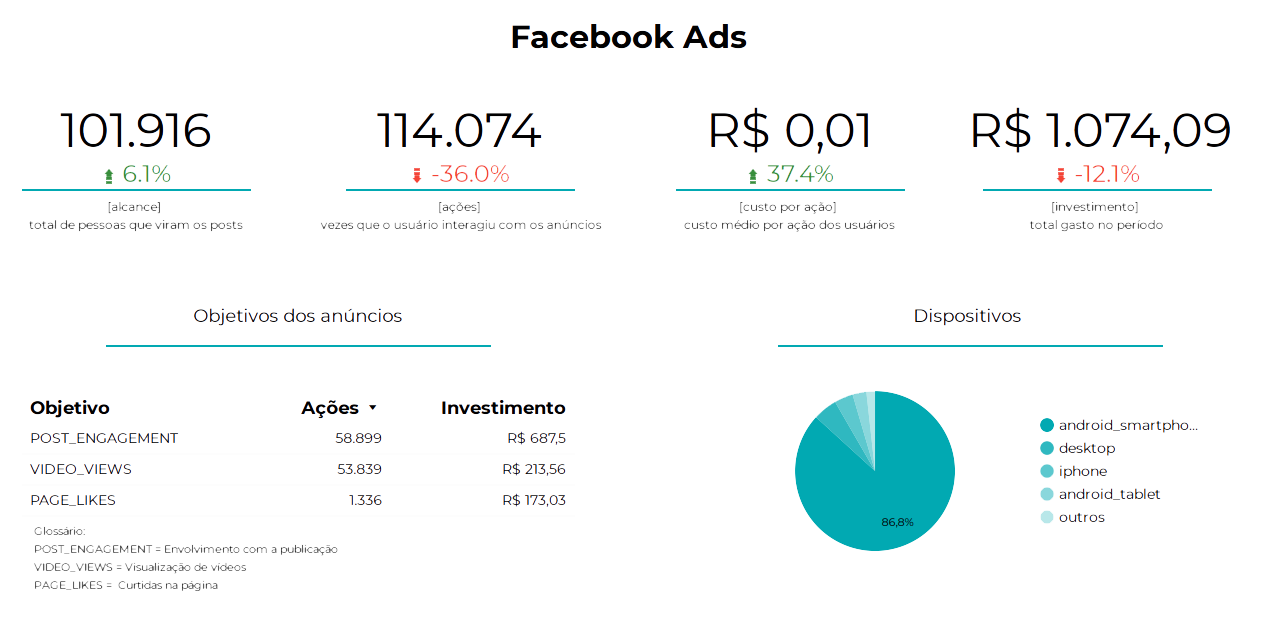 Facebook Ads
101.916
6.1%
[alcance]
total de pessoas que viram os posts
114.074
-36.0%
[ações]
vezes que o usuário interagiu com os anúncios
R$ 0,01
37.4%
[custo por ação]
custo médio por ação dos usuários
R$ 1.074,09
-12.1%
[investimento]
total gasto no período
Objetivos dos anúncios
Objetivo Ações Investimento
POST_ENGAGEMENT 58.899 R$ 687,5
VIDEO_VIEWS 53.839 R$ 213,56
PAGE_LIKES 1.336 R$ 173,03
Glossário:
POST_ENGAGEMENT = Envolvimento com a publicação
VIDEO_VIEWS = Visualização de vídeos
PAGE_LIKES = Curtidas na página
Dispositivos
86,8%
android_smartpho...
desktop
iphone
android_tablet
outros